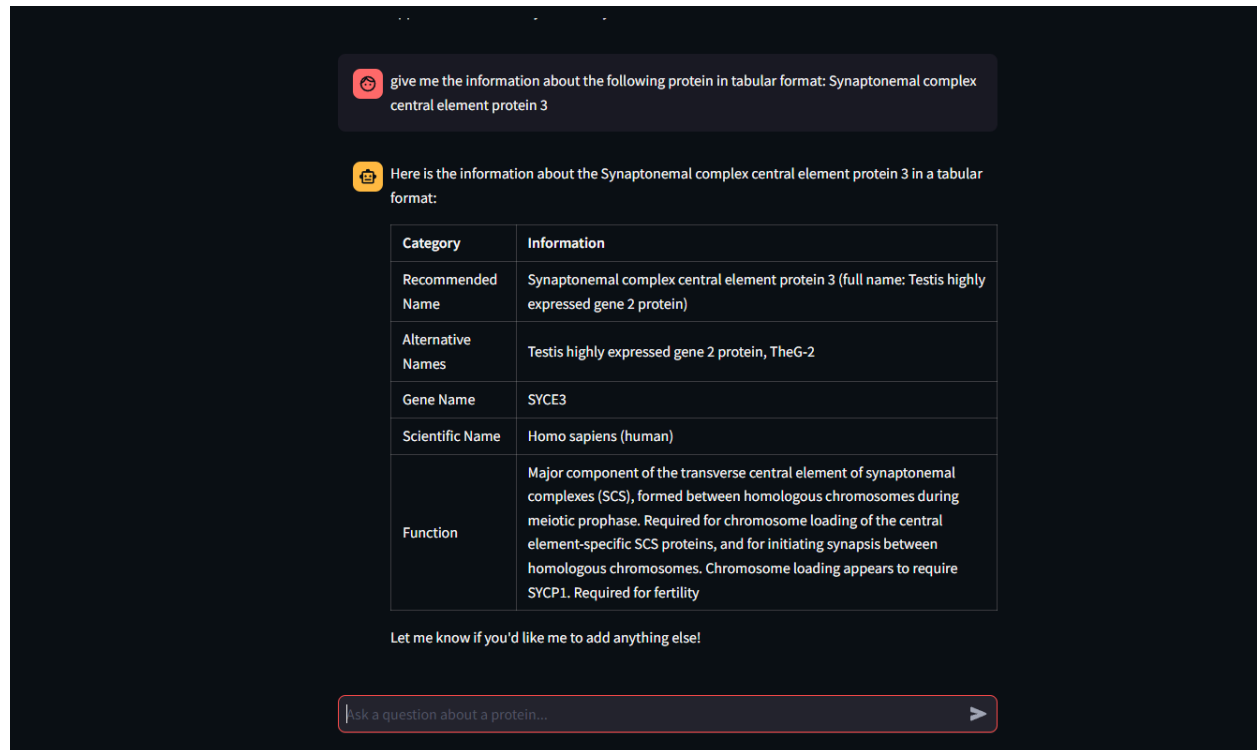 give me the information about the following protein in tabular format: Synaptonemal complex
central element protein 3
Here is the information about the Synaptonemal complex central element protein 3 in a tabular
format:
Category Information
Recommended Name Synaptonemal complex central element protein 3 (full name: Testis highly
expressed gene 2 protein)
Alternative Names Testis highly expressed gene 2 protein, TheG-2
Gene Name SYCE3
Scientific Name Homo sapiens (human)
Function
Major component of the transverse central element of synaptonemal
complexes (SCS), formed between homologous chromosomes during
meiotic prophase. Required for chromosome loading of the central
element-specific SCS proteins, and for initiating synapsis between
homologous chromosomes. Chromosome loading appears to require
SYCP1. Required for fertility
Let me know if you'd like me to add anything else!
Ask a question about a protein...